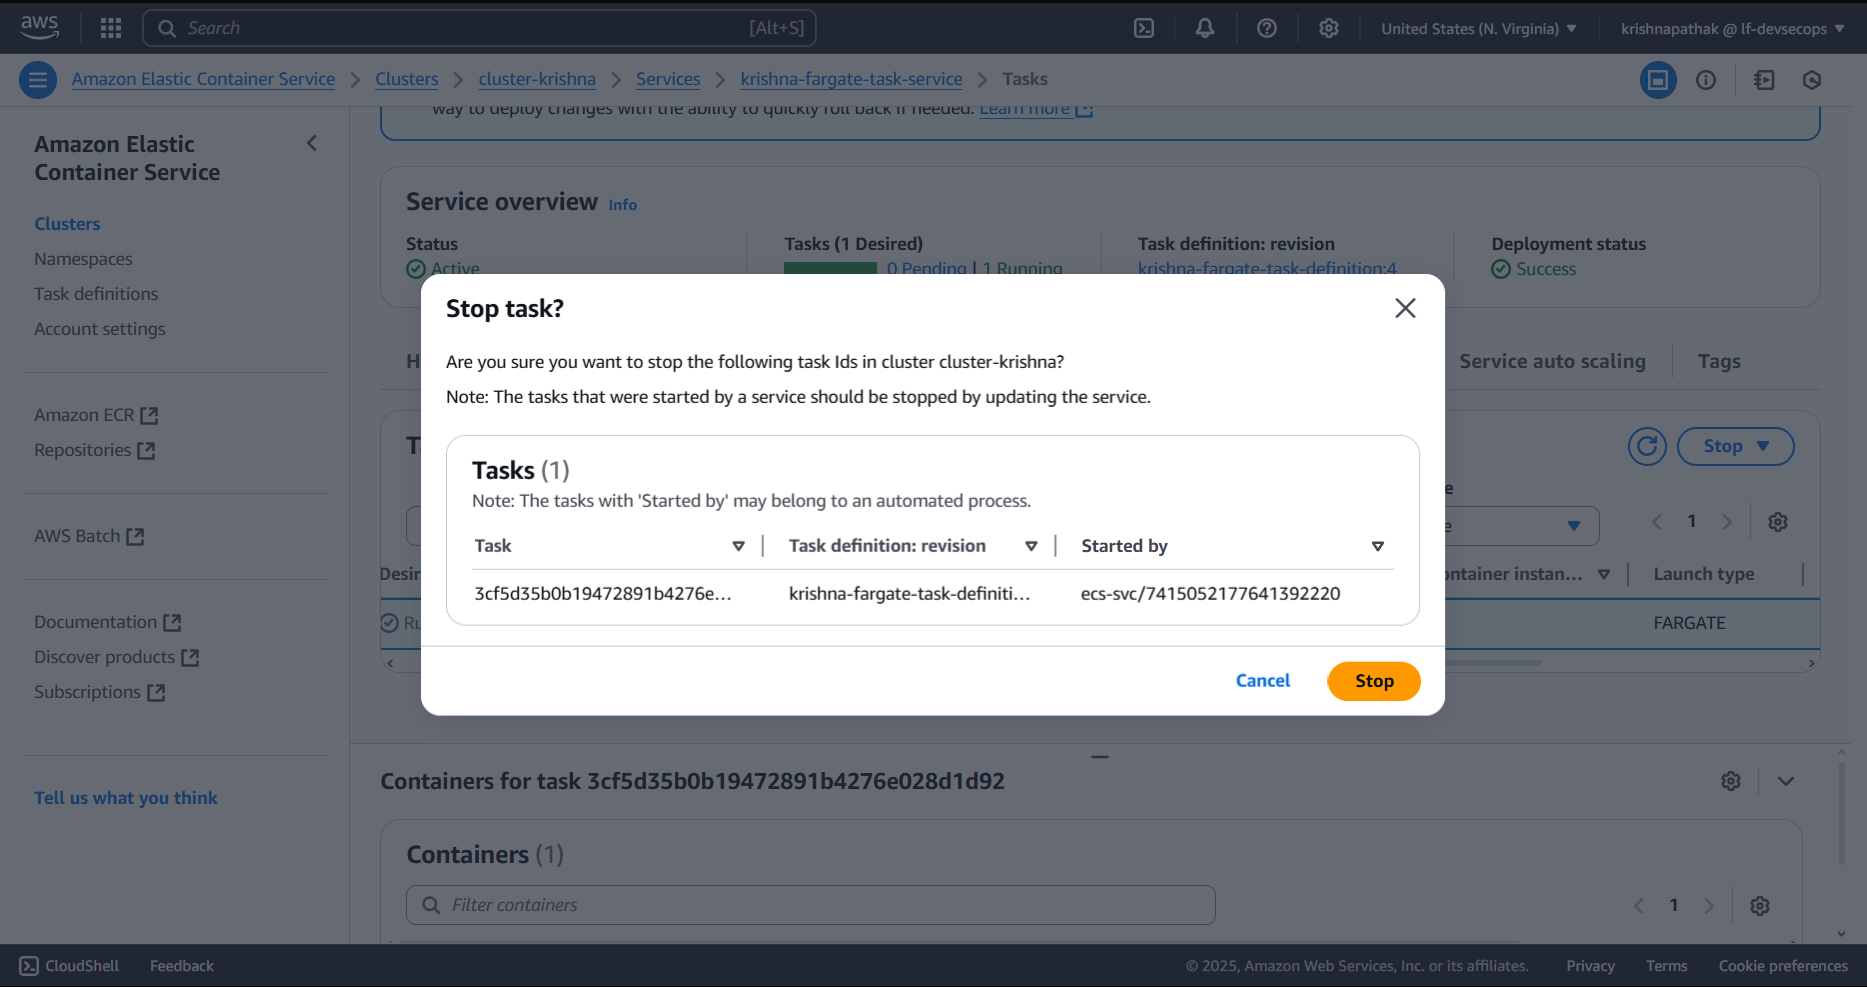 aws
Search [Alt+S]
United States (N. Virginia)
krishnapathak @ lf-devsecops
Amazon Elastic Container Service
Clusters
cluster-krishna
Services
krishna-fargate-task-service
Tasks
Amazon Elastic
Container Service
Clusters
Namespaces
Task definitions
Account settings
Amazon ECR
Repositories
AWS Batch
Documentation
Discover products
Subscriptions
Tell us what you think
way to deploy changes with the ability to quickly roll back if needed. Learn more
Service overview Info
Status
Active
Tasks (1 Desired)
0 Pending | 1 Running
Task definition: revision
krishna-fargate-task-definition:4
Deployment status
Success
Service auto scaling
Tags
Stop
1
Launch type
FARGATE
Stop task?
Are you sure you want to stop the following task Ids in cluster cluster-krishna?
Note: The tasks that were started by a service should be stopped by updating the service.
Tasks (1)
Note: The tasks with 'Started by' may belong to an automated process.
Task Task definition: revision Started by
3cf5d35b0b19472891b4276e... krishna-fargate-task-definiti... ecs-svc/7415052177641392220
Cancel
Stop
Containers for task 3cf5d35b0b19472891b4276e028d1d92
Containers (1)
Filter containers
1
CloudShell
Feedback
© 2025, Amazon Web Services, Inc. or its affiliates.
Privacy
Terms
Cookie preferences